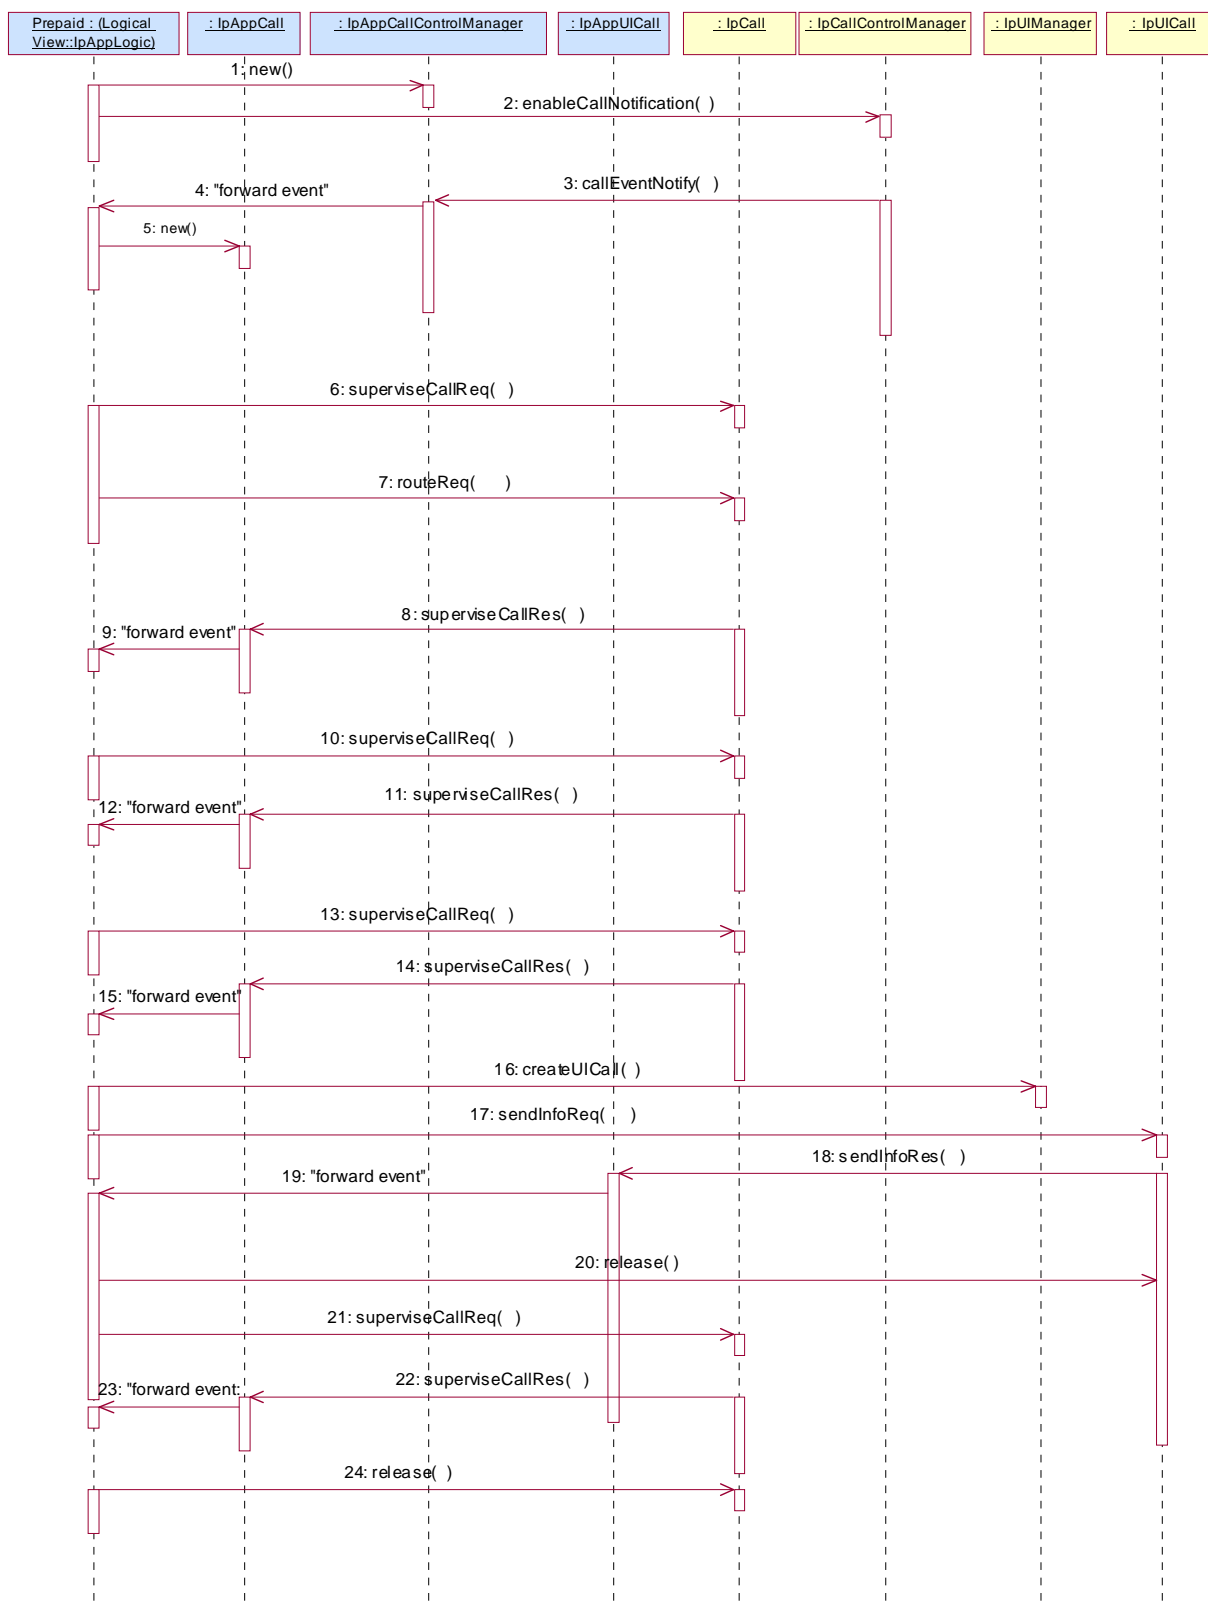 Prepaid : (Logical
View::IpAppLogic)
: IpAppCall
: IpAppCallControlManager
: IpAppUICall
: IpCall
: IpCallControlManager
: IpUIManager
: IpUICall
1: new()
2: enableCallNotification( )
3: callEventNotify( )
4: "forward event"
5: new()
6: superviseCallReq( )
7: routeReq( )
8: superviseCallRes( )
9: "forward event"
10: superviseCallReq( )
11: superviseCallRes( )
12: "forward event"
13: superviseCallReq( )
14: superviseCallRes( )
15: "forward event"
16: createUICall( )
17: sendInfoReq( )
18: sendInfoRes( )
19: "forward event"
20: release( )
21: superviseCallReq( )
22: superviseCallRes( )
23: "forward event:
24: release( )